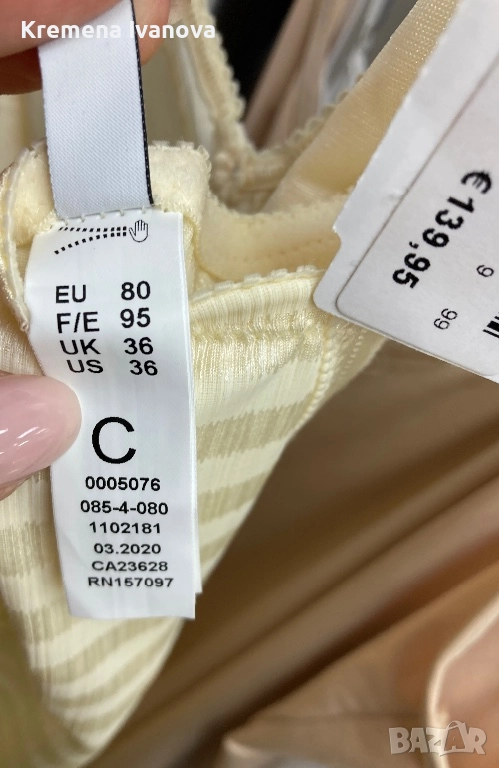 Kremena Ivanova
EU 80
F/E 95
UK 36
US 36
C
0005076
085-4-080
1102181
03.2020
CA23628
RN157097
€139,95
99
BAZAR